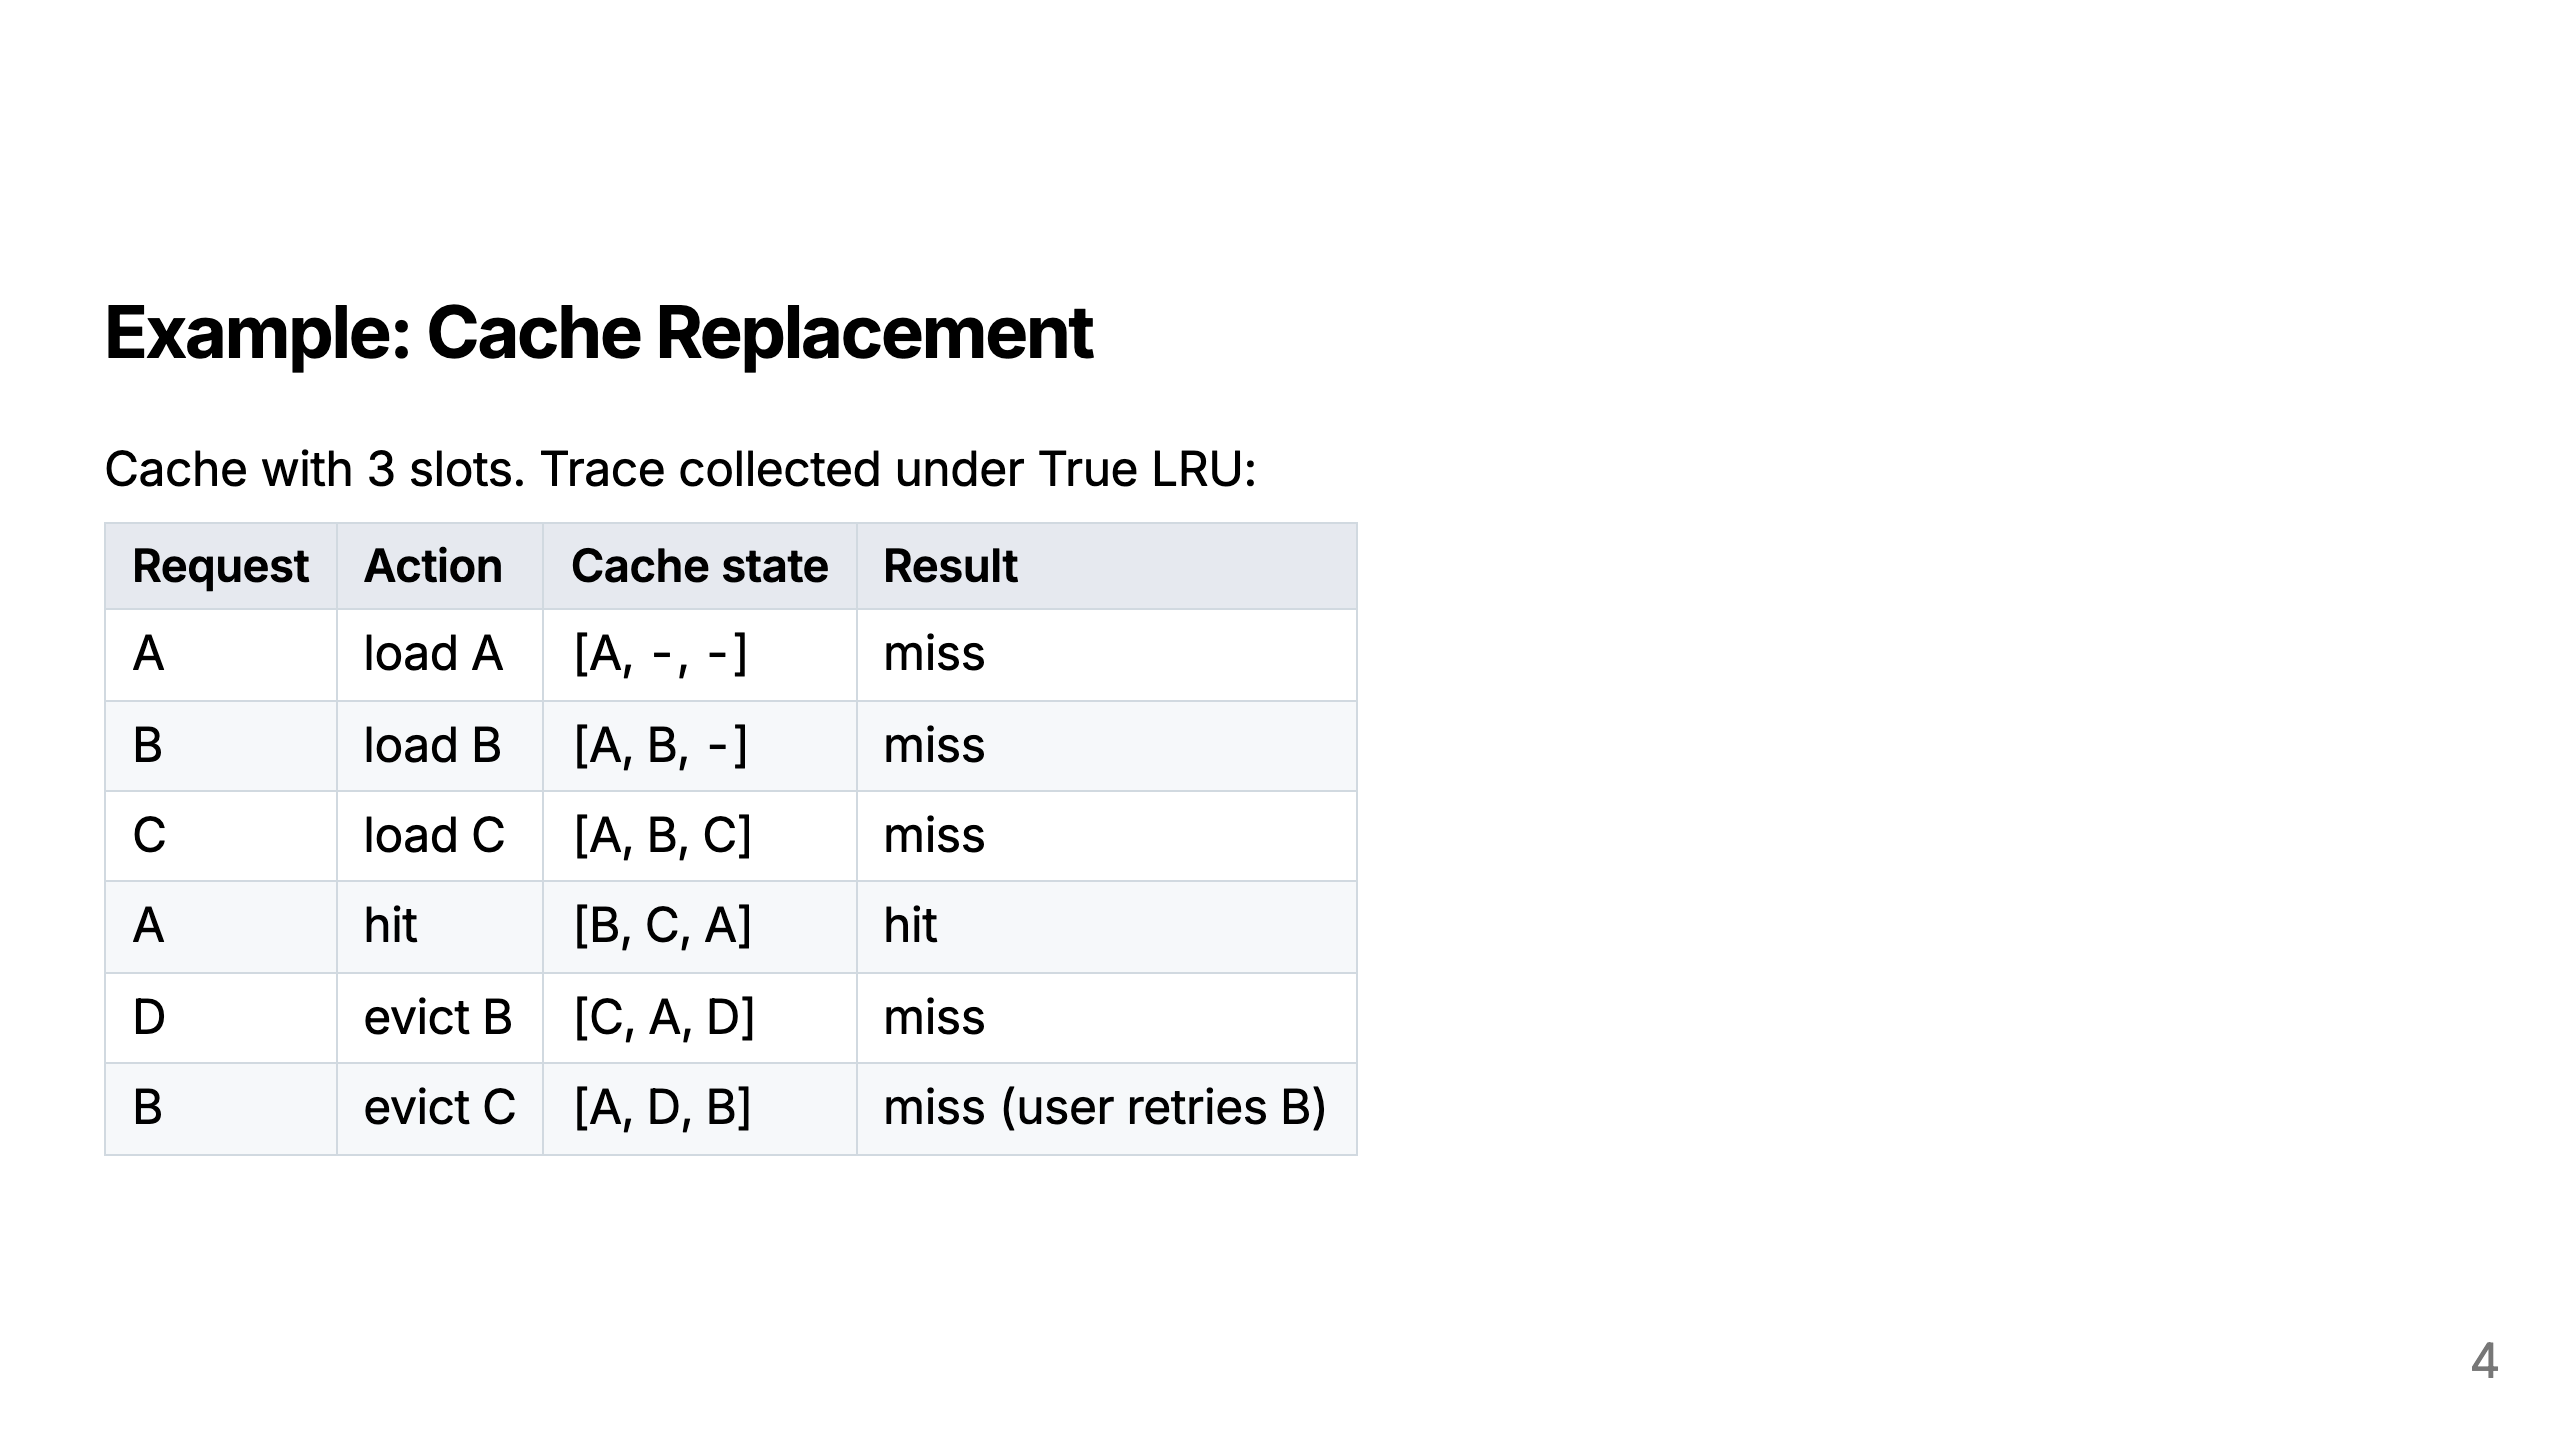 Example: Cache Replacement
Cache with 3 slots. Trace collected under True LRU:
Request Action Cache state Result
A load A [A, -, -] miss
B load B [A, B, -] miss
C load C [A, B, C] miss
A hit [B, C, A] hit
D evict B [C, A, D] miss
B evict C [A, D, B] miss (user retries B)
4